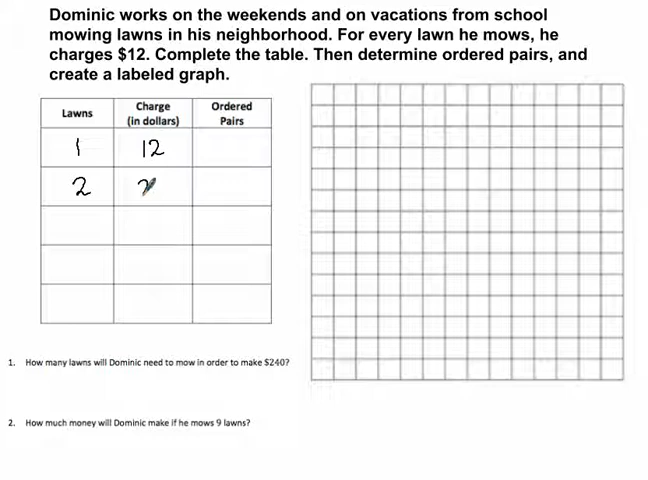 Dominic works on the weekends and on vacations from school
mowing lawns in his neighborhood. For every lawn he mows, he
charges $12. Complete the table. Then determine ordered pairs, and
create a labeled graph.
Lawns Charge (in dollars) Ordered Pairs
1 12
2
1. How many lawns will Dominic need to mow in order to make $240?
2. How much money will Dominic make if he mows 9 lawns?